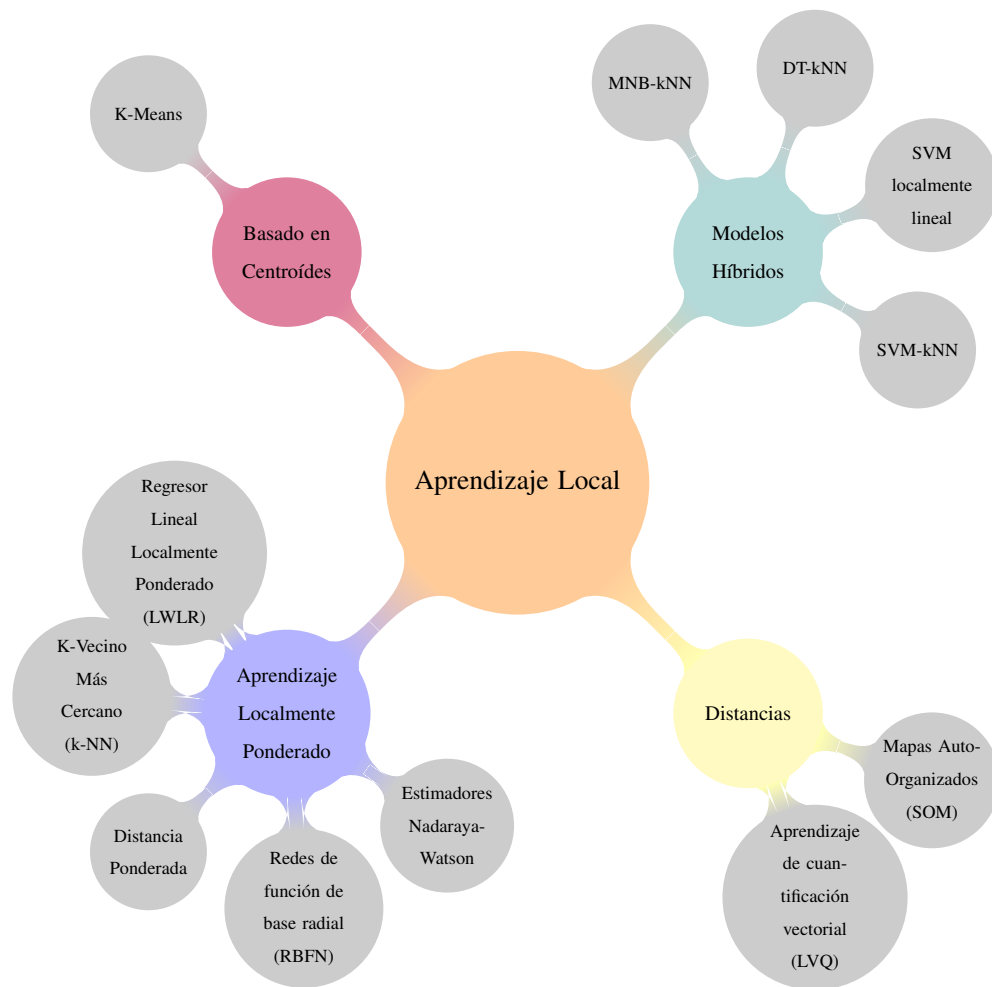 K-Means
Basado en
Centroídes
MNB-kNN
DT-kNN
SVM
localmente
lineal
SVM-kNN
Modelos
Híbridos
Aprendizaje Local
Regresor
Lineal
Localmente
Ponderado
(LWLR)
K-Vecino
Más
Cercano
(k-NN)
Aprendizaje
Localmente
Ponderado
Distancia
Ponderada
Redes de
función de
base radial
(RBFN)
Estimadores
Nadaraya-
Watson
Distancias
Mapas Auto-
Organizados
(SOM)
Aprendizaje
de cuan-
tificación
vectorial
(LVQ)